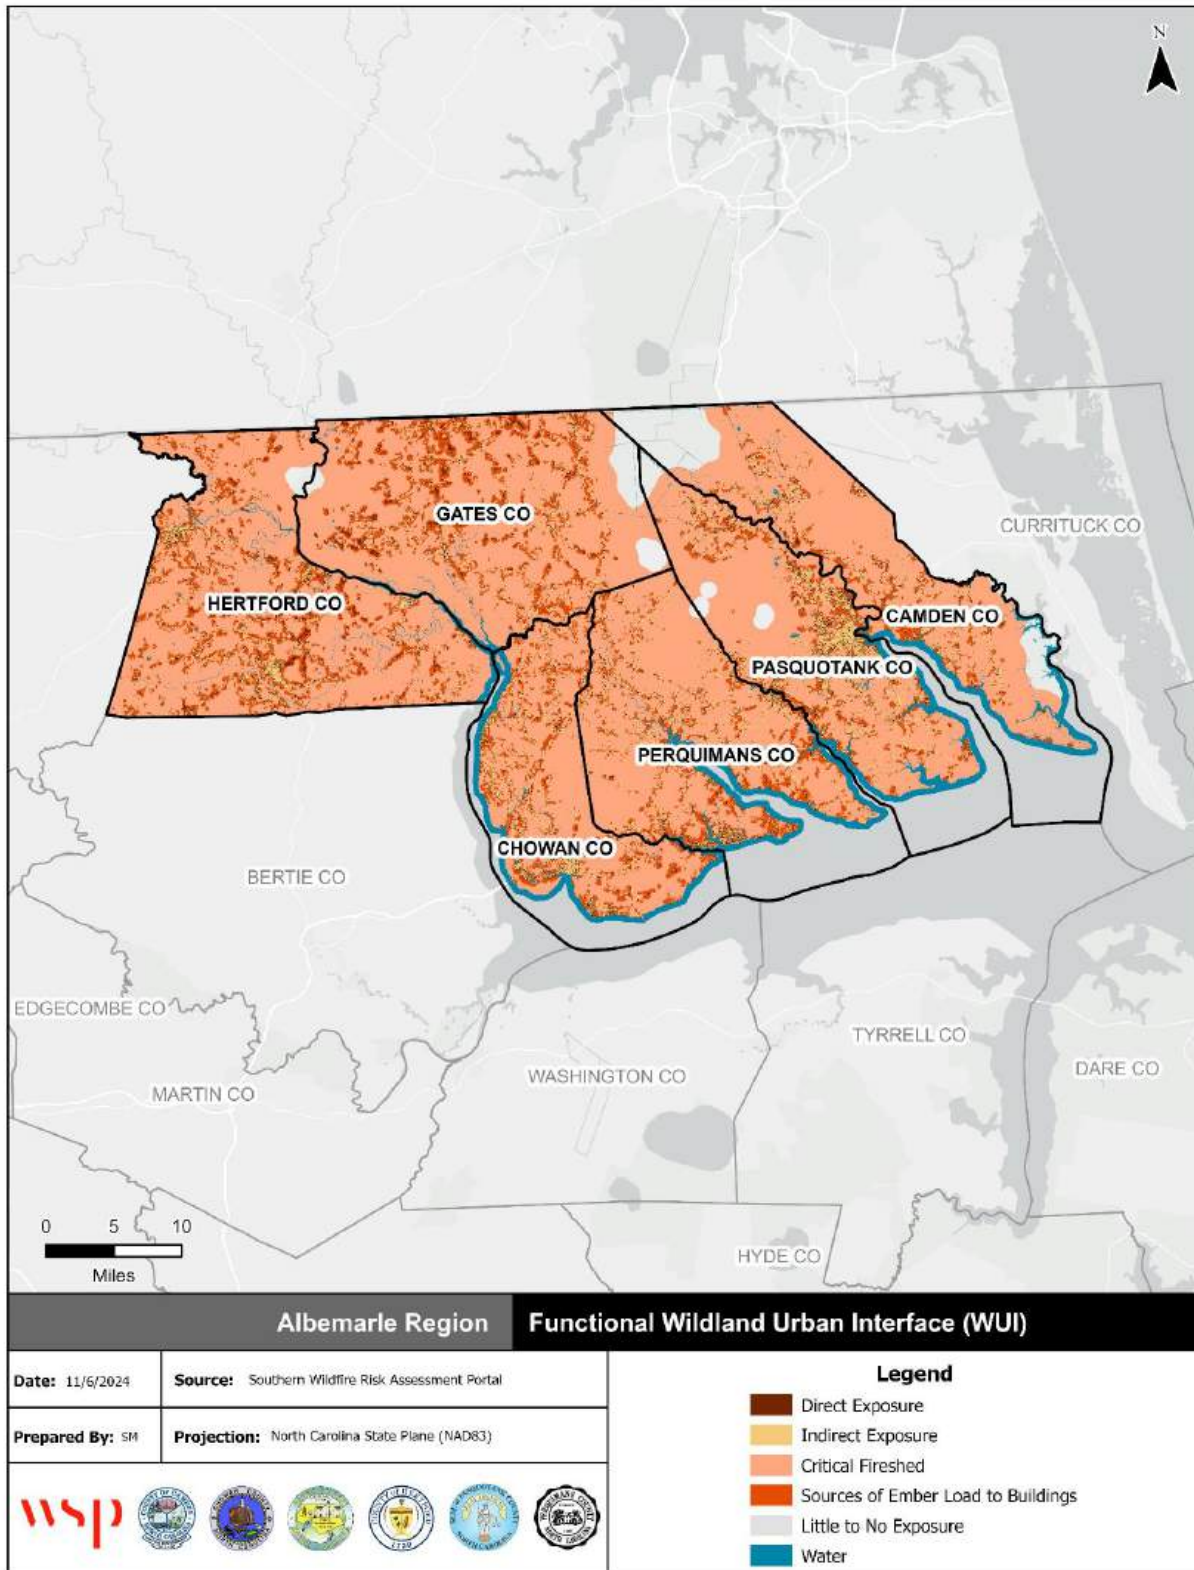 N
GATES CO
CURRITUCK CO
HERTFORD CO
CAMDEN CO
PASQUOTANK CO
PERQUIMANS CO
CHOWAN CO
BERTIE CO
EDGECOMBE CO
TYRRELL CO
WASHINGTON CO
DARE CO
MARTIN CO
0 5 10
Miles
HYDE CO
Albemarle Region Functional Wildland Urban Interface (WUI)
Date: 11/6/2024 Source: Southern Wildfire Risk Assessment Portal
Prepared By: SM Projection: North Carolina State Plane (NAD83)
Legend
Direct Exposure
Indirect Exposure
Critical Fireshed
Sources of Ember Load to Buildings
Little to No Exposure
Water
wsp